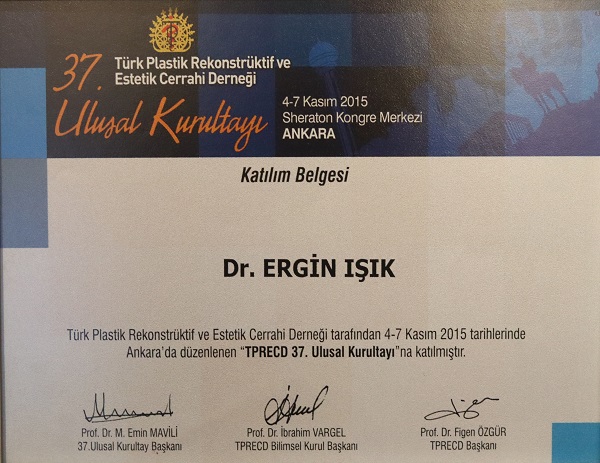 37. Türk Plastik Rekonstrüktif ve
Estetik Cerrahi Derneği
Ulusal Kurultayı
4-7 Kasım 2015
Sheraton Kongre Merkezi
ANKARA
Katılım Belgesi
Dr. ERGİN IŞIK
Türk Plastik Rekonstrüktif ve Estetik Cerrahi Derneği tarafından 4-7 Kasım 2015 tarihlerinde
Ankara'da düzenlenen "TPRECD 37. Ulusal Kurultayı"na katılmıştır.
Prof. Dr. M. Emin MAVİLİ
37.Ulusal Kurultay Başkanı
Prof. Dr. İbrahim VARGEL
TPRECD Bilimsel Kurul Başkanı
Prof. Dr. Figen ÖZGÜR
TPRECD Başkanı